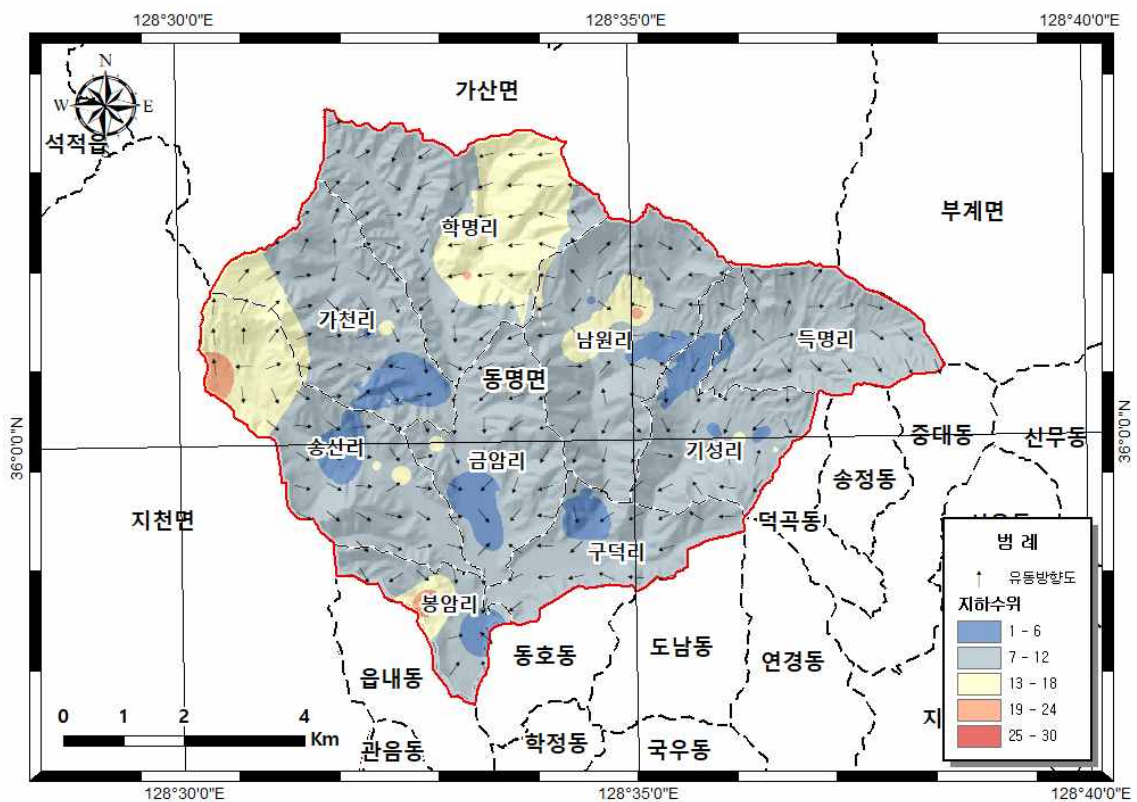 128°30'0"E
128°35'0"E
128°40'0"E
N
W
E
가산면
석적읍
부계면
학명리
가천리
남원리
득명리
동명면
36°0'0"N
36°0'0"N
송산리
금암리
기성리
중대동
신무동
송정동
지천면
덕곡동
구덕리
봉암리
동호동
도남동
연경동
읍내동
관음동
학정동
국우동
범 례
유동방향도
지하수위
1 - 6
7 - 12
13 - 18
19 - 24
25 - 30
0 1 2 4
Km
128°30'0"E
128°35'0"E
128°40'0"E